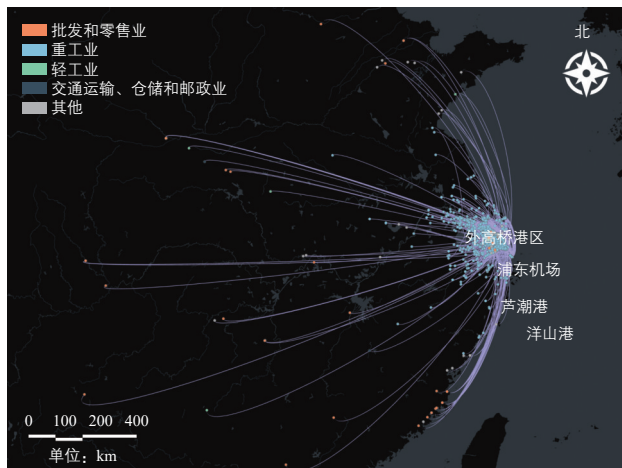 批发和零售业
重工业
轻工业
交通运输、仓储和邮政业
其他
北
外高桥港区
浦东机场
芦潮港
洋山港
0 100 200 400
单位：km